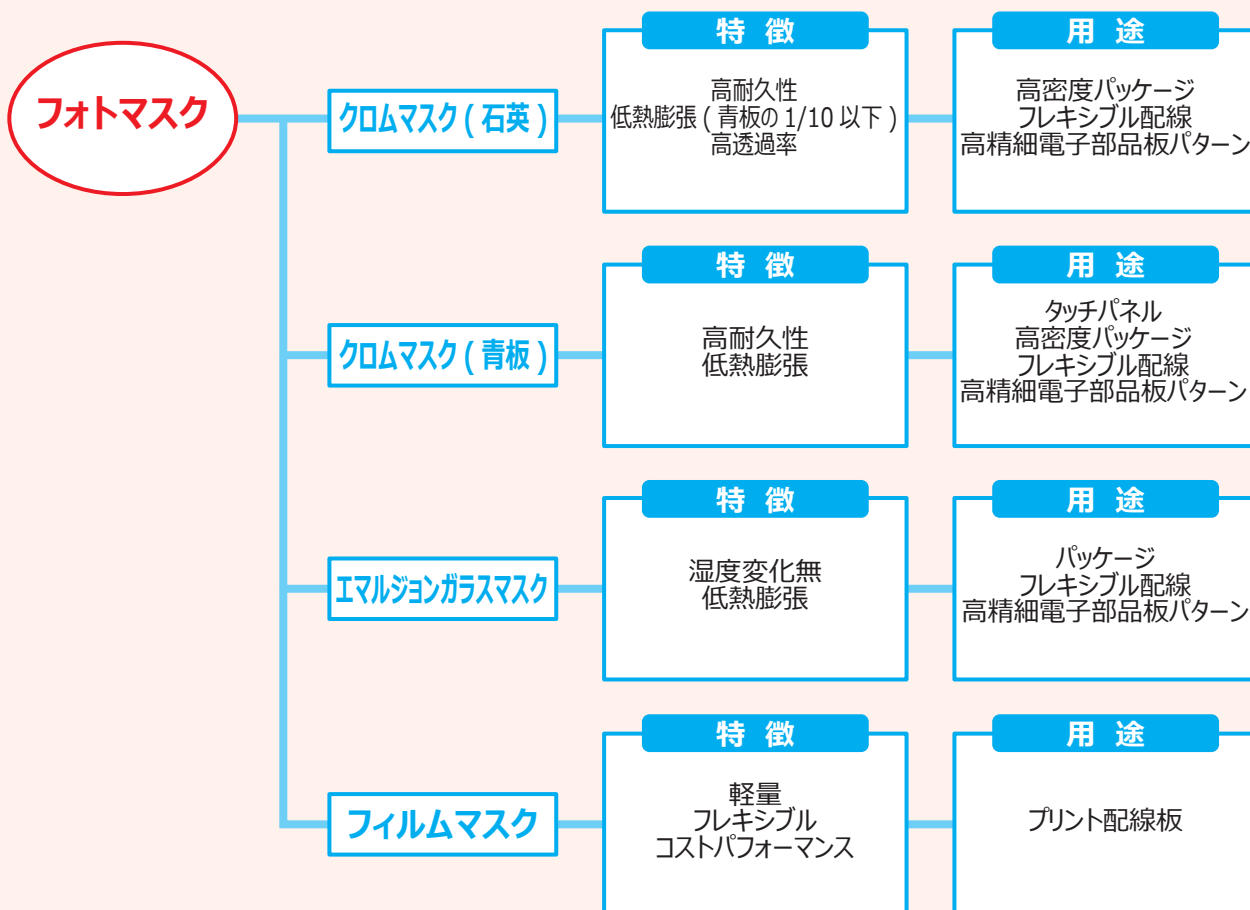 フォトマスク
クロムマスク ( 石英 )
特 徴
高耐久性
低熱膨張 ( 青板の 1/10 以下 )
高透過率
用 途
高密度パッケージ
フレキシブル配線
高精細電子部品板パターン
クロムマスク ( 青板 )
特 徴
高耐久性
低熱膨張
用 途
タッチパネル
高密度パッケージ
フレキシブル配線
高精細電子部品板パターン
エマルジョンガラスマスク
特 徴
湿度変化無
低熱膨張
用 途
パッケージ
フレキシブル配線
高精細電子部品板パターン
フィルムマスク
特 徴
軽量
フレキシブル
コストパフォーマンス
用 途
プリント配線板